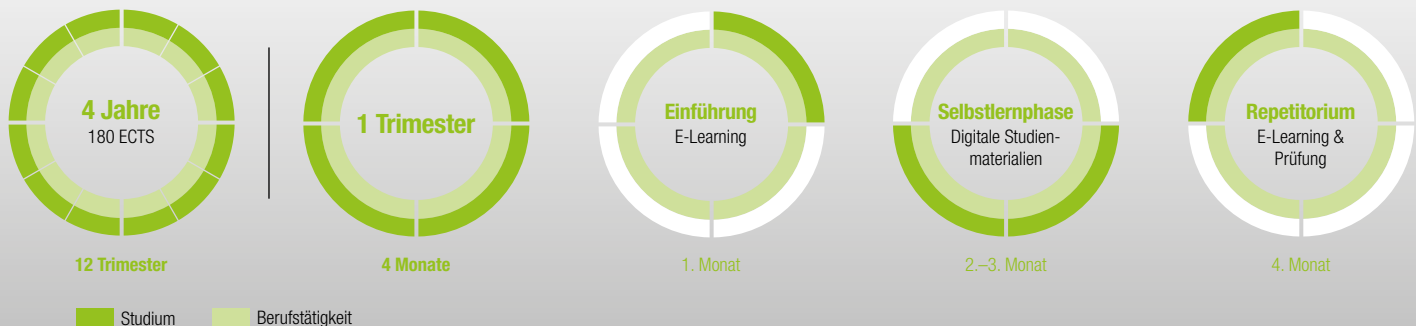 4 Jahre
180 ECTS
12 Trimester
1 Trimester
4 Monate
Einführung
E-Learning
1. Monat
Selbstlernphase
Digitale Studien-
materialien
2.–3. Monat
Repetitorium
E-Learning &
Prüfung
4. Monat
Studium
Berufstätigkeit